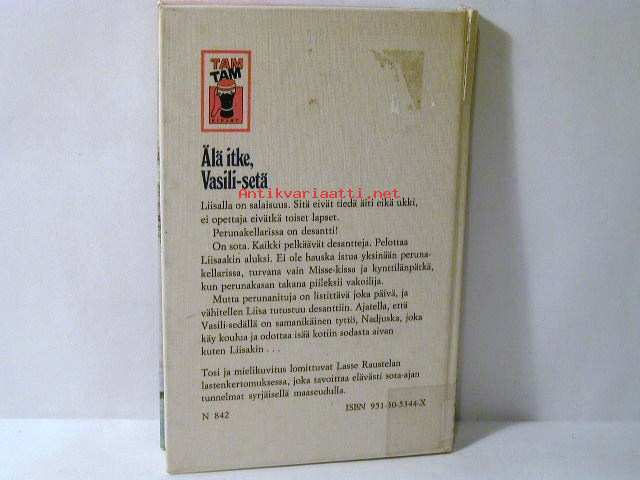 TAM
TAM
KIRJAT
Älä itke,
Vasili-setä
Antikvariaatti.net
Liisalla on salaisuus. Sitä eivät tiedä äiti eikä ukki,
ei opettaja eivätkä toiset lapset.
Perunakellarissa on desantti!
On sota. Kaikki pelkäävät desantteja. Pelottaa
Liisaakin aluksi. Ei ole hauska istua yksinään peruna-
kellarissa, turvana vain Misse-kissa ja kynttilänpätkä,
kun perunakasan takana piileksii vakoilija.
Mutta perunanituja on listittävä joka päivä, ja
vähitellen Liisa tutustuu desanttiin. Ajatella, että
Vasili-sedällä on samanikäinen tyttö, Nadjuska, joka
käy koulua ja odottaa isää kotiin sodasta aivan
kuten Liisakin . . .
Tosi ja mielikuvitus lomittuvat Lasse Raustelan
lastenkertomuksessa, joka tavoittaa elävästi sota-ajan
tunnelmat syrjäisellä maaseudulla.
N 842 ISBN 951-30-5344-X